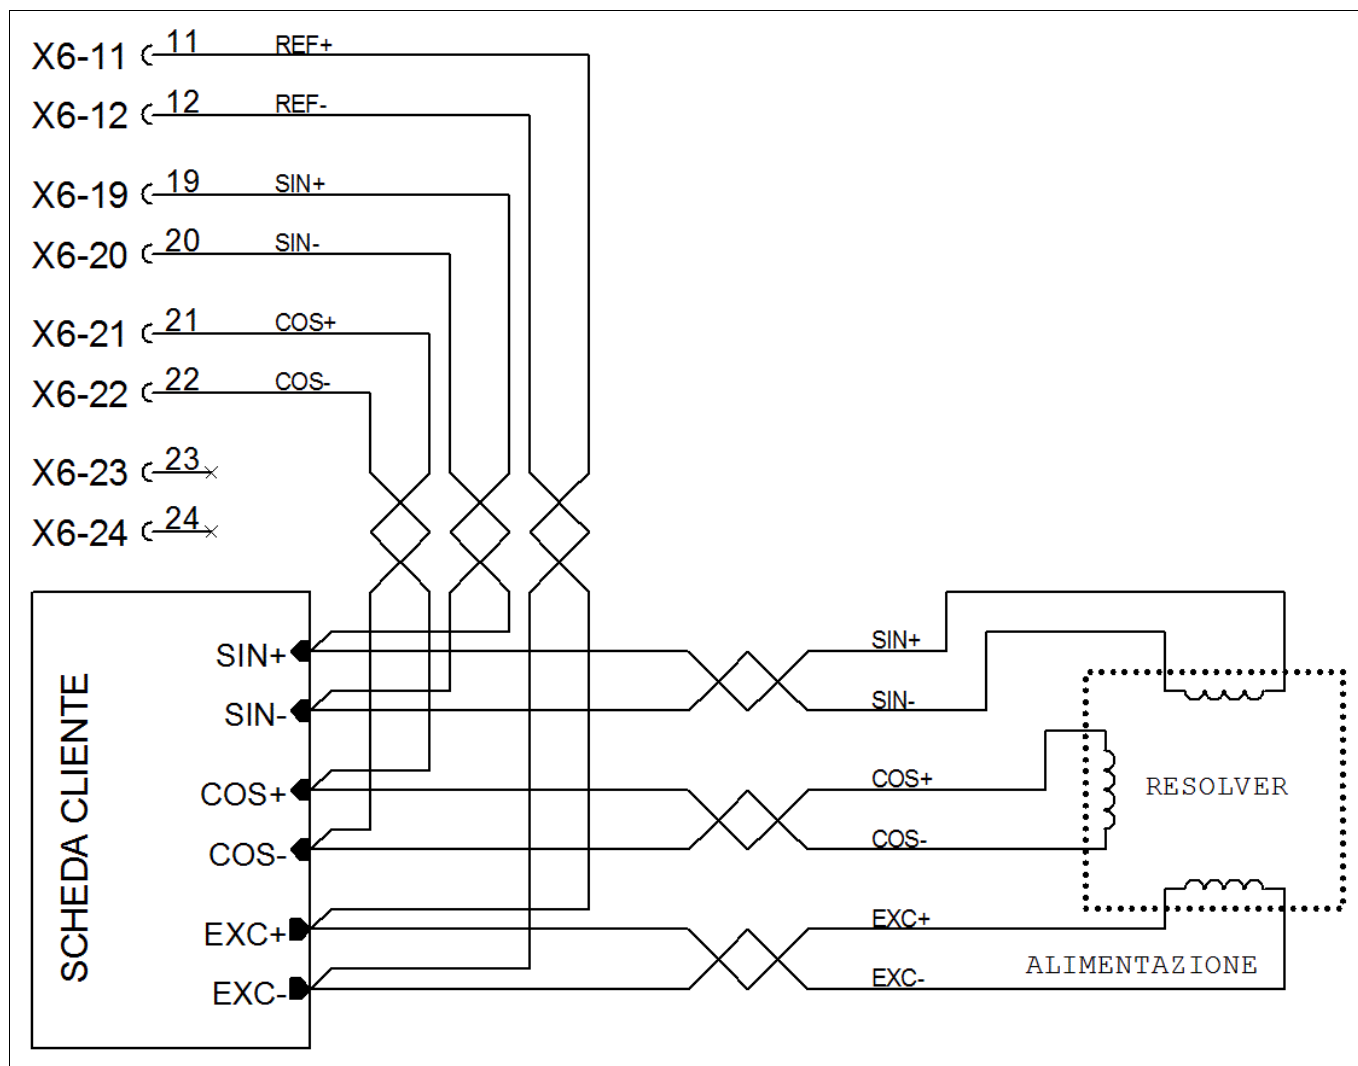 X6-11 11 REF+
X6-12 12 REF-
X6-19 19 SIN+
X6-20 20 SIN-
X6-21 21 COS+
X6-22 22 COS-
X6-23 23
X6-24 24
SCHEDA CLIENTE
SIN+
SIN-
COS+
COS-
EXC+
EXC-
SIN+
SIN-
COS+
COS-
EXC+
EXC-
RESOLVER
ALIMENTAZIONE